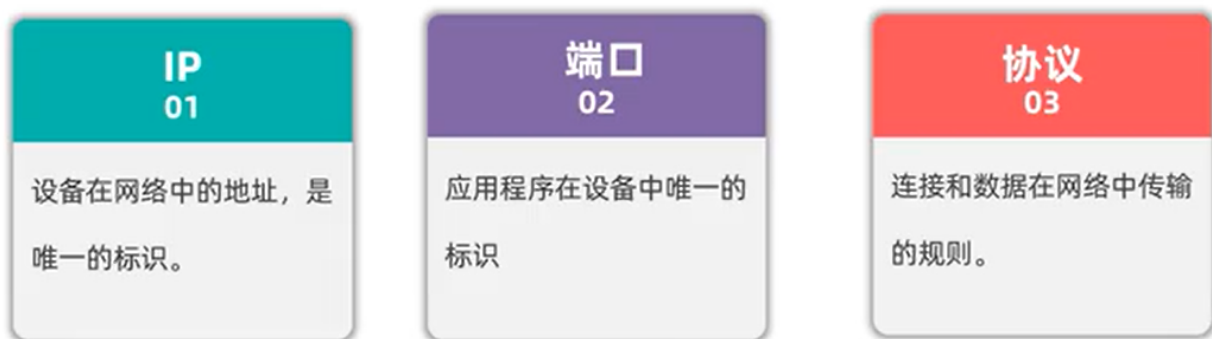 IP
01
设备在网络中的地址，是
唯一的标识。
端口
02
应用程序在设备中唯一的
标识
协议
03
连接和数据在网络中传输
的规则。